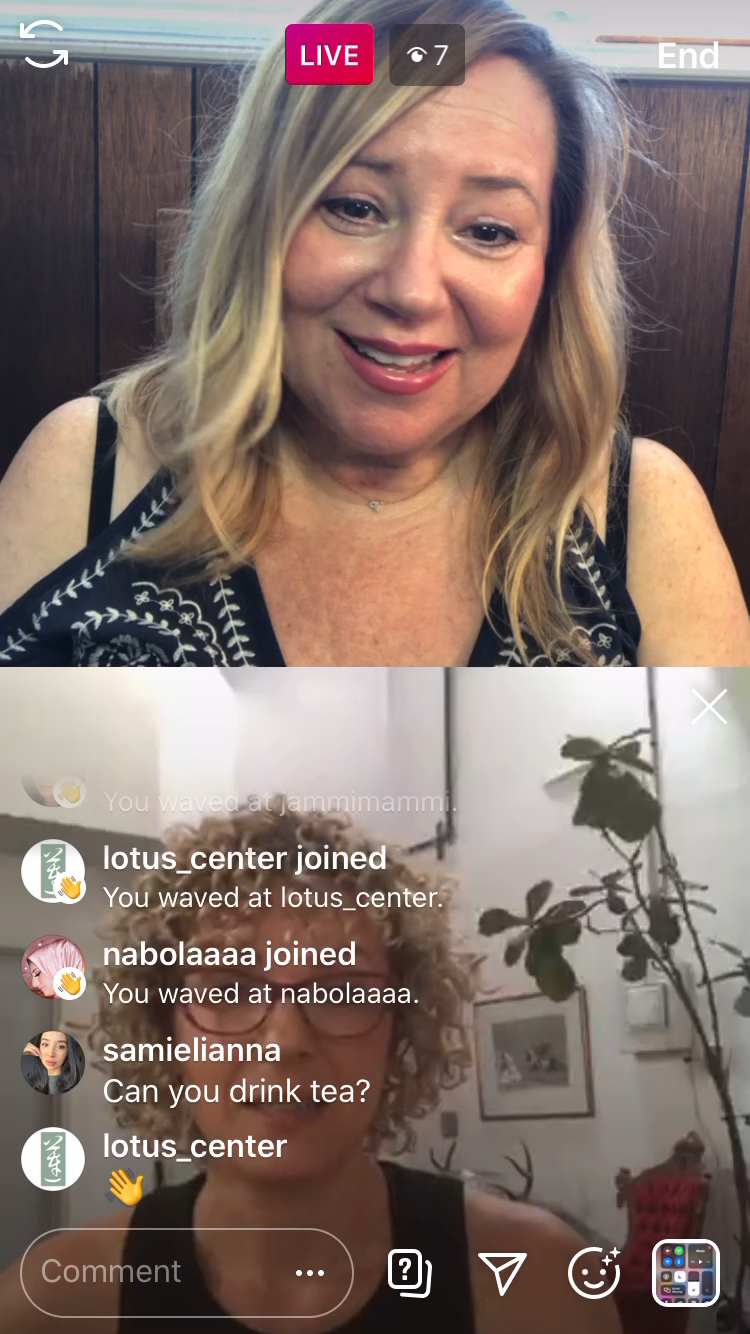 LIVE
7
End
You waved at jammimammi.
lotus_center joined
You waved at lotus_center.
nabolaaaa joined
You waved at nabolaaaa.
samielianna
Can you drink tea?
lotus_center
Comment